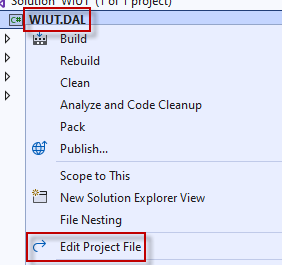 Solution 'WIUT' (1 of 1 project)
C# WIUT.DAL
Build
Rebuild
Clean
Analyze and Code Cleanup
Pack
Publish...
Scope to This
New Solution Explorer View
File Nesting
Edit Project File